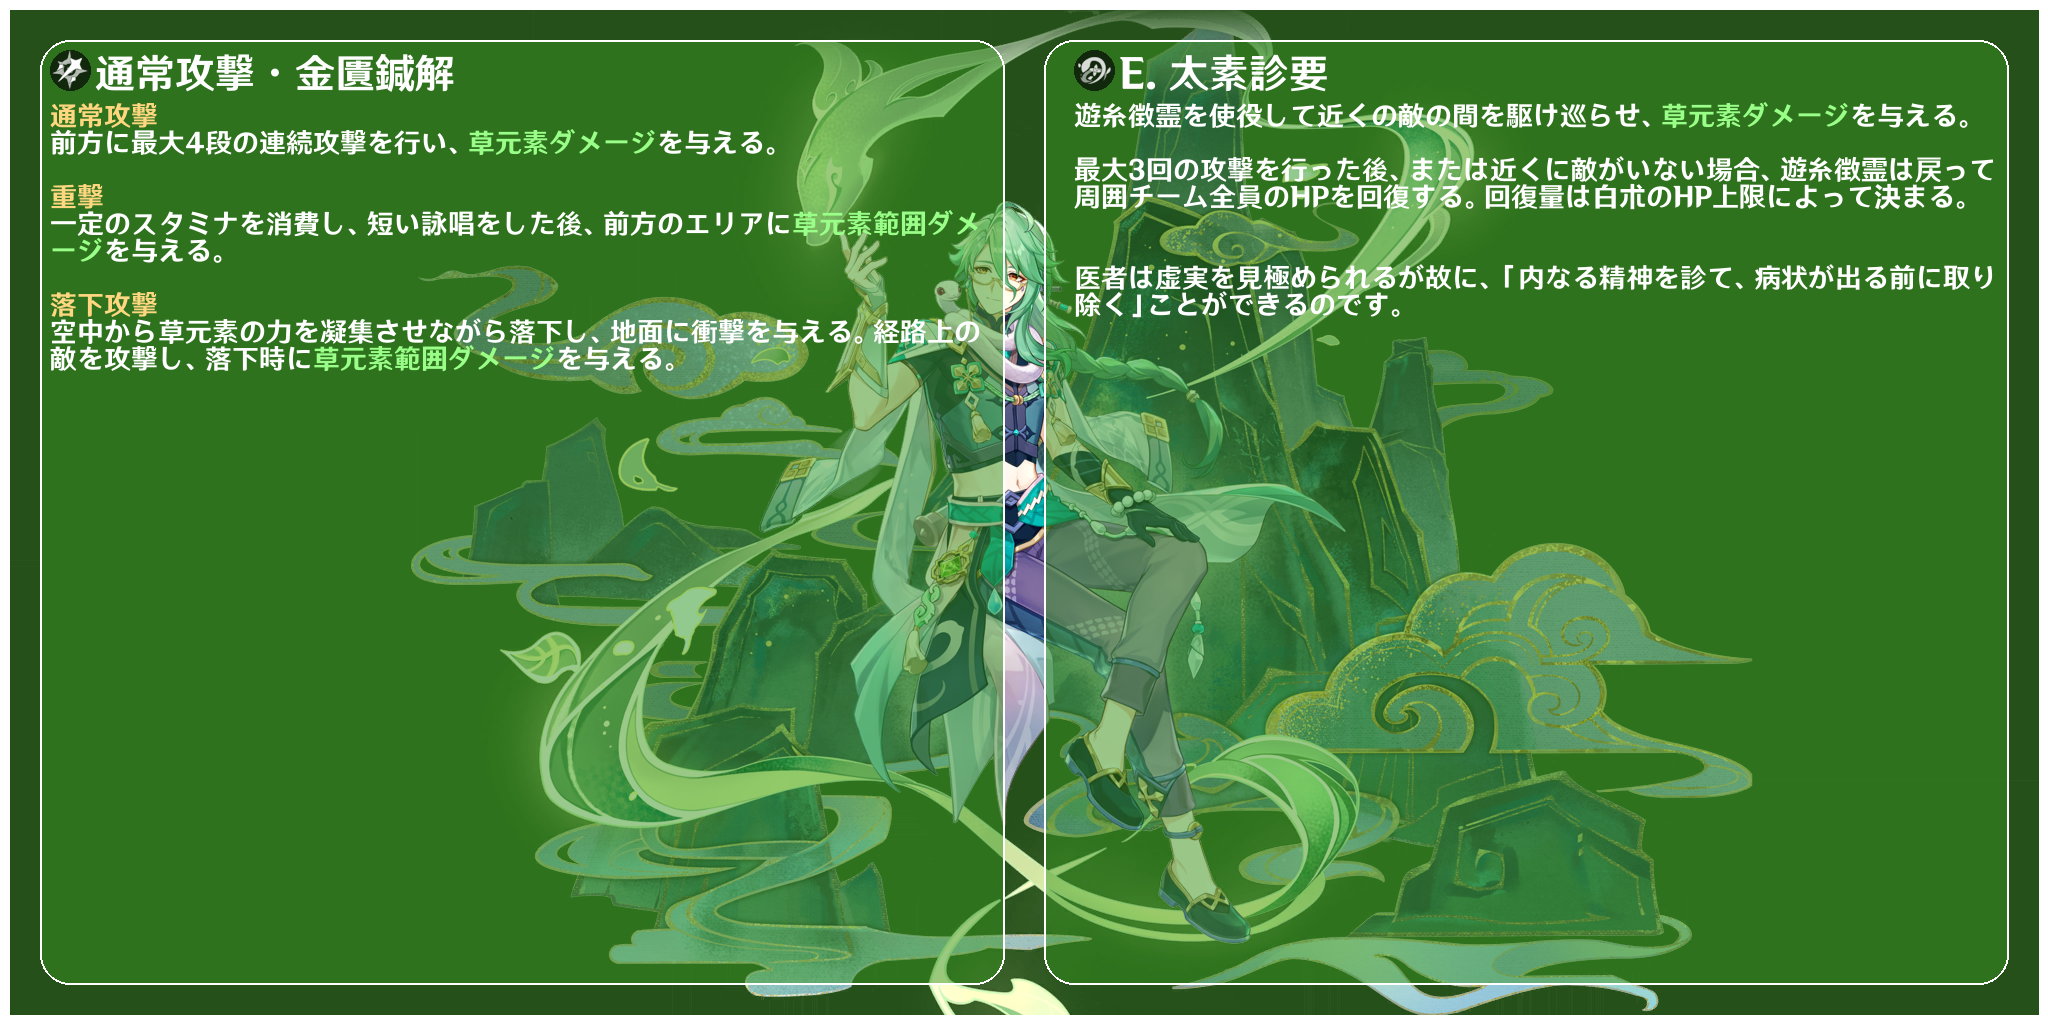 通常攻撃・金匱鍼解
通常攻撃
前方に最大4段の連続攻撃を行い、草元素ダメージを与える。
重撃
一定のスタミナを消費し、短い詠唱をした後、前方のエリアに草元素範囲ダメ
ージを与える。
落下攻撃
空中から草元素の力を凝集させながら落下し、地面に衝撃を与える。経路上の
敵を攻撃し、落下時に草元素範囲ダメージを与える。
E. 太素診要
遊糸徴霊を使役して近くの敵の間を駆け巡らせ、草元素ダメージを与える。
最大3回の攻撃を行った後、または近くに敵がいない場合、遊糸徴霊は戻って
周囲チーム全員のHPを回復する。回復量は白朮のHP上限によって決まる。
医者は虚実を見極められるが故に、「内なる精神を診て、病状が出る前に取り
除く」ことができるのです。